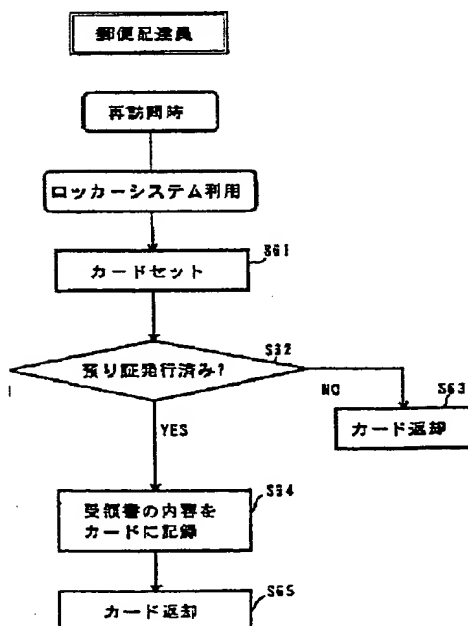 郵便配達員
再訪問時
ロッカーシステム利用
カードセット
S61
預り証発行済み?
S62
NO
S63
カード返却
YES
受領書の内容を
カードに記録
S64
カード返却
S65